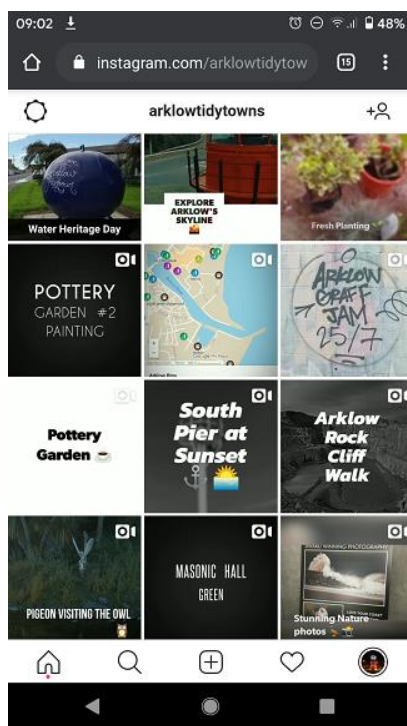 09:02
48%
instagram.com/arklowtidytow
15
arklowtidytowns
Water Heritage Day
EXPLORE
ARKLOW'S
SKYLINE
Fresh Planting
POTTERY
GARDEN #2
PAINTING
ARKLOW
GRAFF
JAM
25/7
Pottery
Garden
South
Pier at
Sunset
Arklow
Rock
Cliff
Walk
PIGEON VISITING THE OWL
MASONIC HALL
GREEN
Stunning Nature
photos